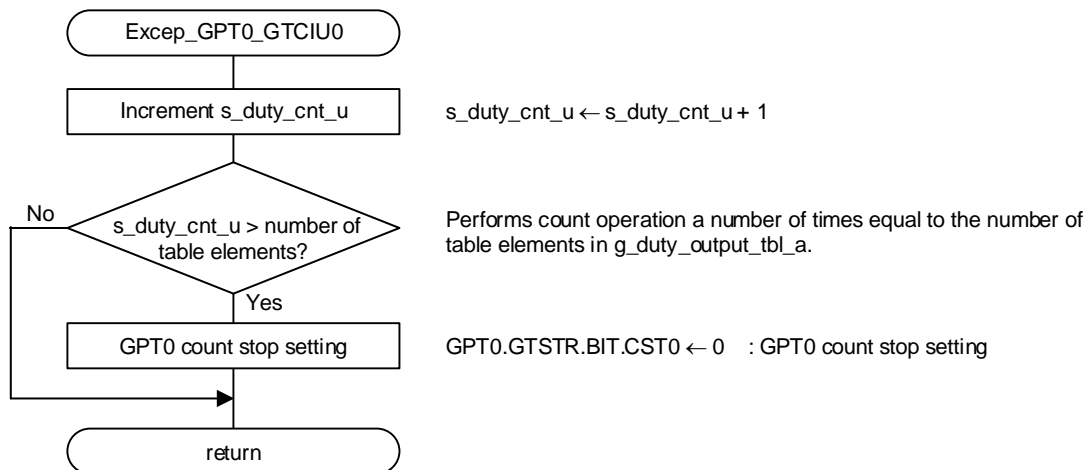 Excep_GPT0_GTCIU0
Increment s_duty_cnt_u
s_duty_cnt_u ← s_duty_cnt_u + 1
No
s_duty_cnt_u > number of
table elements?
Performs count operation a number of times equal to the number of
table elements in g_duty_output_tbl_a.
Yes
GPT0 count stop setting
GPT0.GTSTR.BIT.CST0 ← 0 : GPT0 count stop setting
return